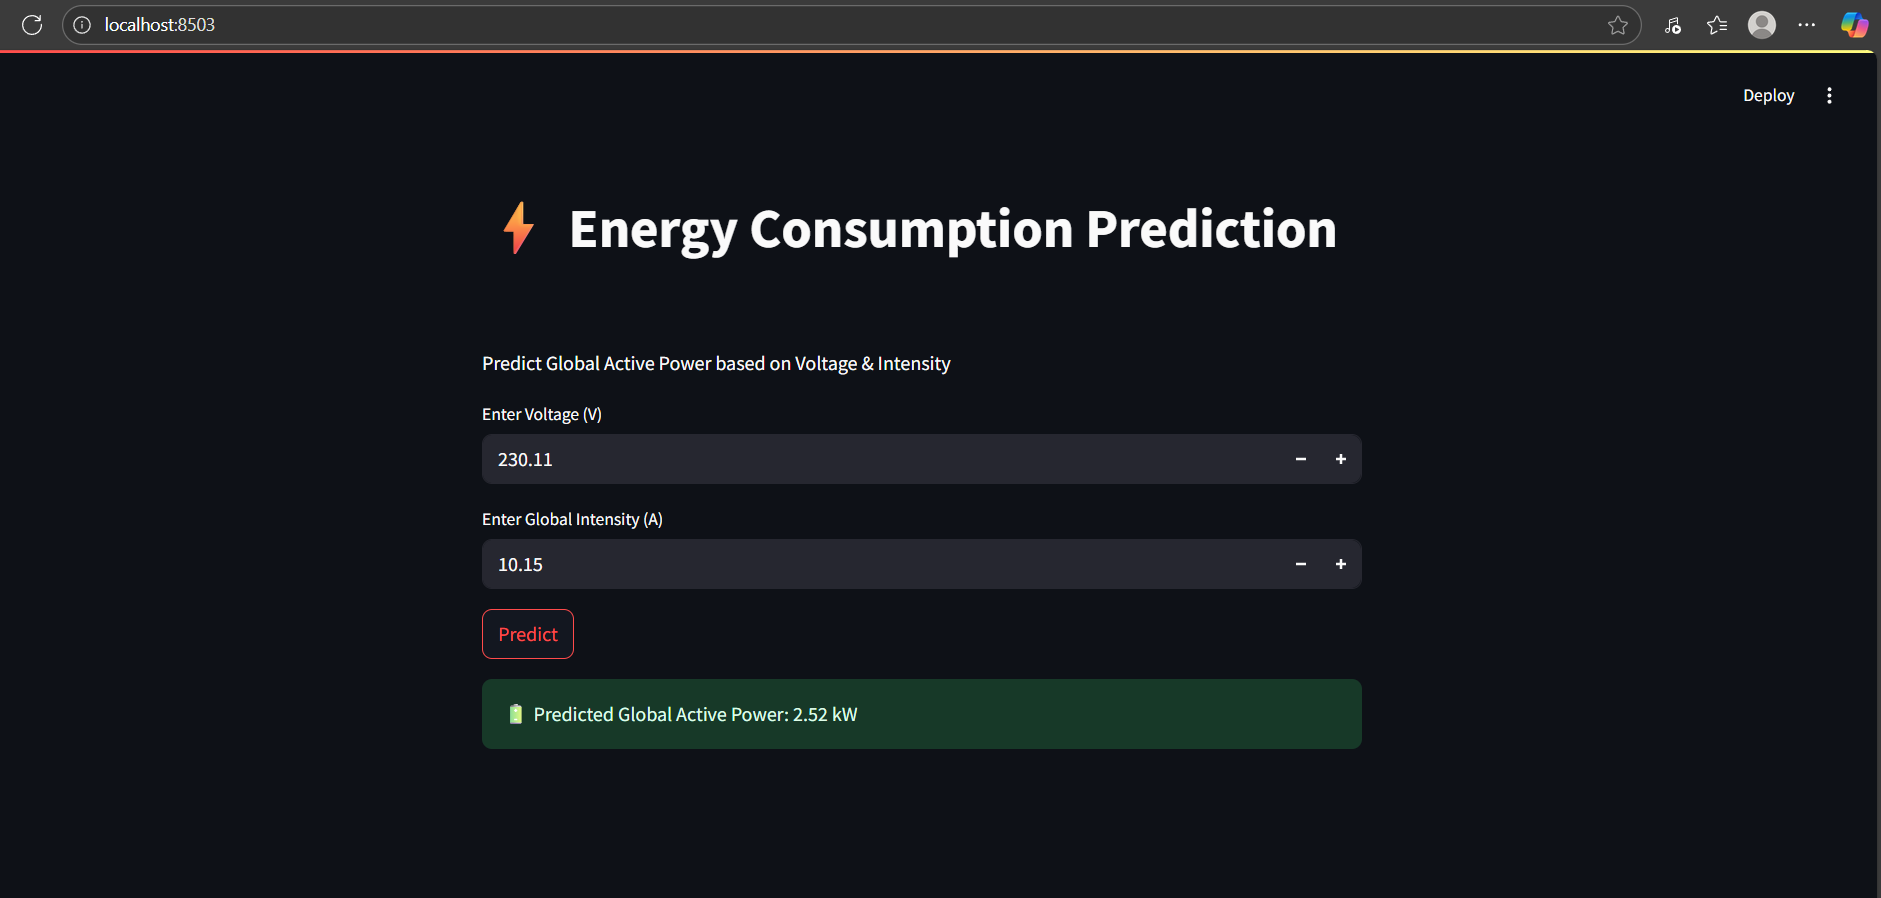 localhost:8503
Deploy
⚡ Energy Consumption Prediction
Predict Global Active Power based on Voltage & Intensity
Enter Voltage (V)
230.11
Enter Global Intensity (A)
10.15
Predict
🔋 Predicted Global Active Power: 2.52 kW